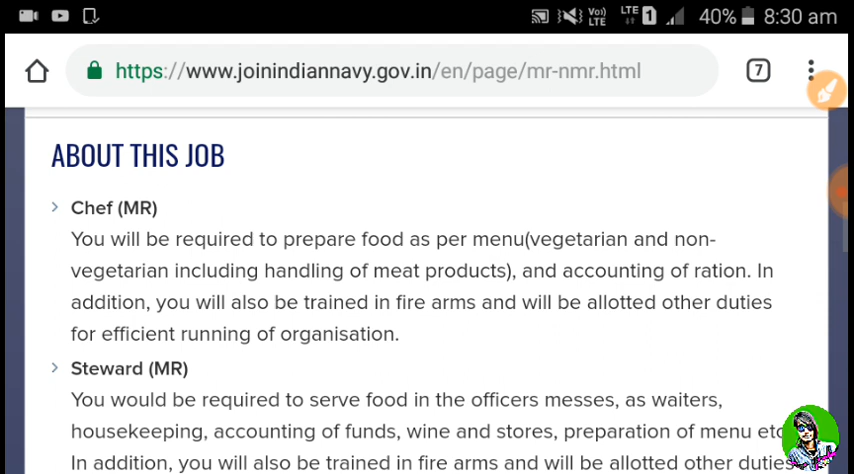 Vo)) LTE 1 40% 8:30 am
LTE
https://www.joinindiannavy.gov.in/en/page/mr-nmr.html 7
ABOUT THIS JOB
Chef (MR)
You will be required to prepare food as per menu(vegetarian and non-
vegetarian including handling of meat products), and accounting of ration. In
addition, you will also be trained in fire arms and will be allotted other duties
for efficient running of organisation.
Steward (MR)
You would be required to serve food in the officers messes, as waiters,
housekeeping, accounting of funds, wine and stores, preparation of menu etc
In addition, you will also be trained in fire arms and will be allotted other duties